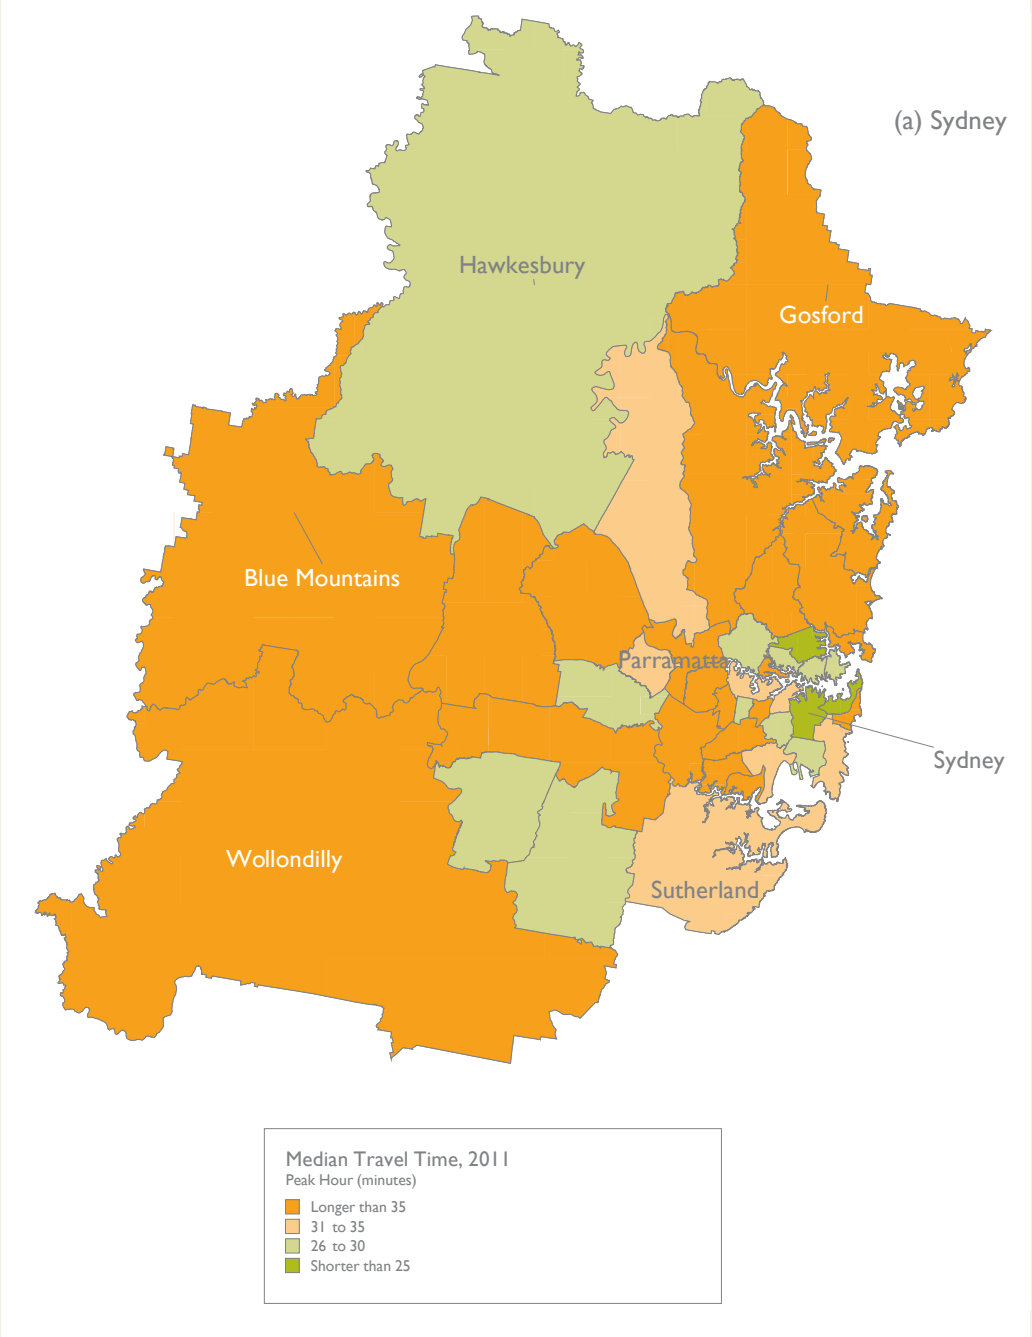 (a) Sydney
Hawkesbury
Gosford
Blue Mountains
Parramatta
Sydney
Wollondilly
Sutherland
Median Travel Time, 2011
Peak Hour (minutes)
Longer than 35
31 to 35
26 to 30
Shorter than 25